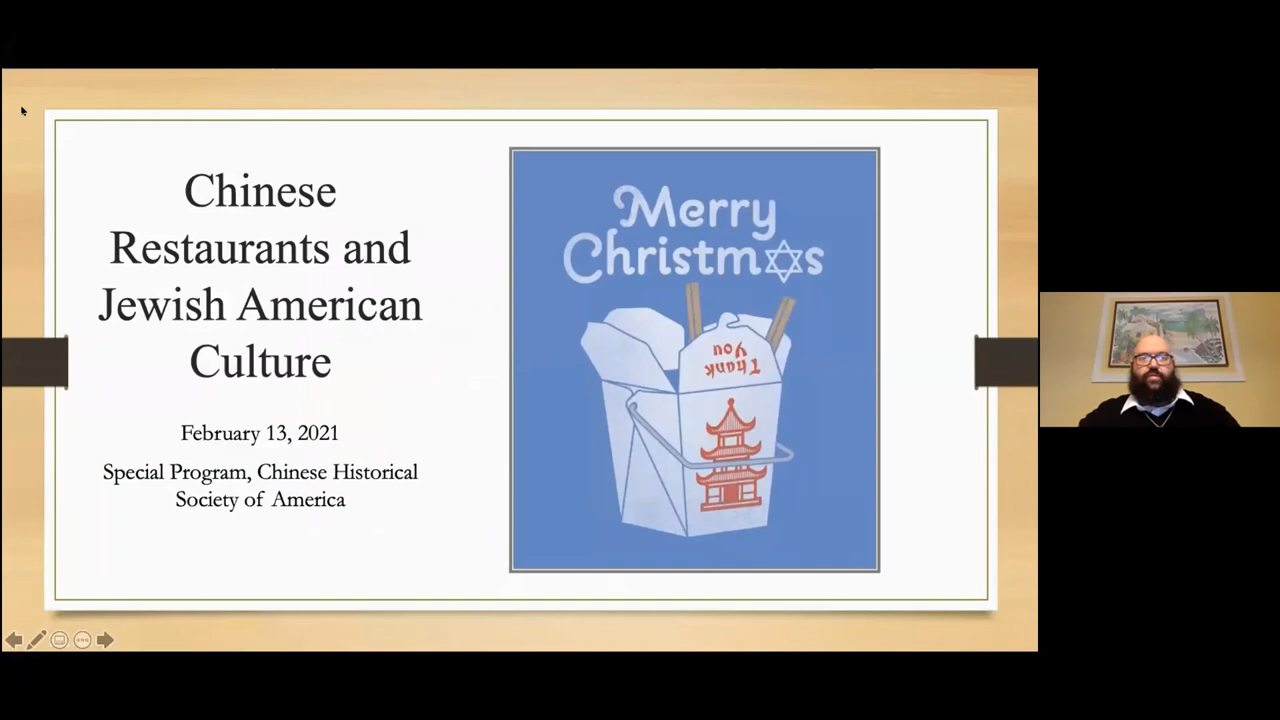 Chinese
Restaurants and
Jewish American
Culture
February 13, 2021
Special Program, Chinese Historical
Society of America
Merry
Christm✡s
Thank
You